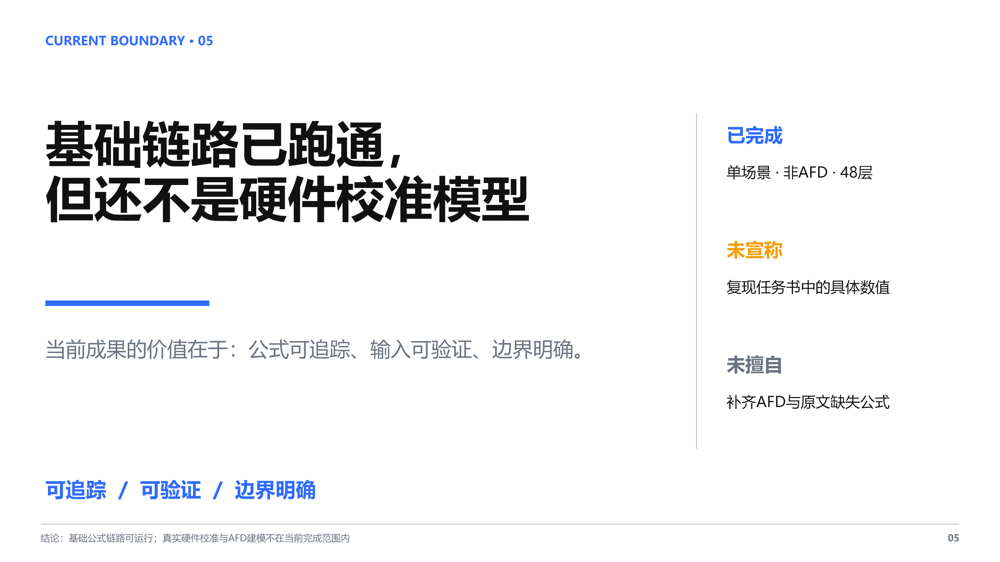 CURRENT BOUNDARY • 05
基础链路已跑通，
但还不是硬件校准模型
当前成果的价值在于：公式可追踪、输入可验证、边界明确。
可追踪 / 可验证 / 边界明确
已完成
单场景 · 非AFD · 48层
未宣称
复现任务书中的具体数值
未擅自
补齐AFD与原文缺失公式
结论：基础公式链路可运行；真实硬件校准与AFD建模不在当前完成范围内
05